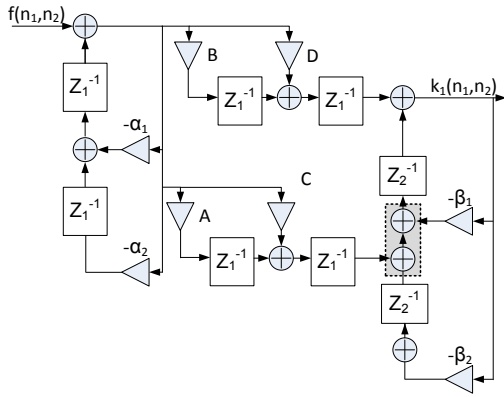 f(n₁,n₂)
B
D
k₁(n₁,n₂)
Z₁⁻¹
Z₁⁻¹
Z₁⁻¹
-α₁
Z₂⁻¹
C
Z₁⁻¹
A
-β₁
-α₂
Z₁⁻¹
Z₁⁻¹
Z₂⁻¹
-β₂